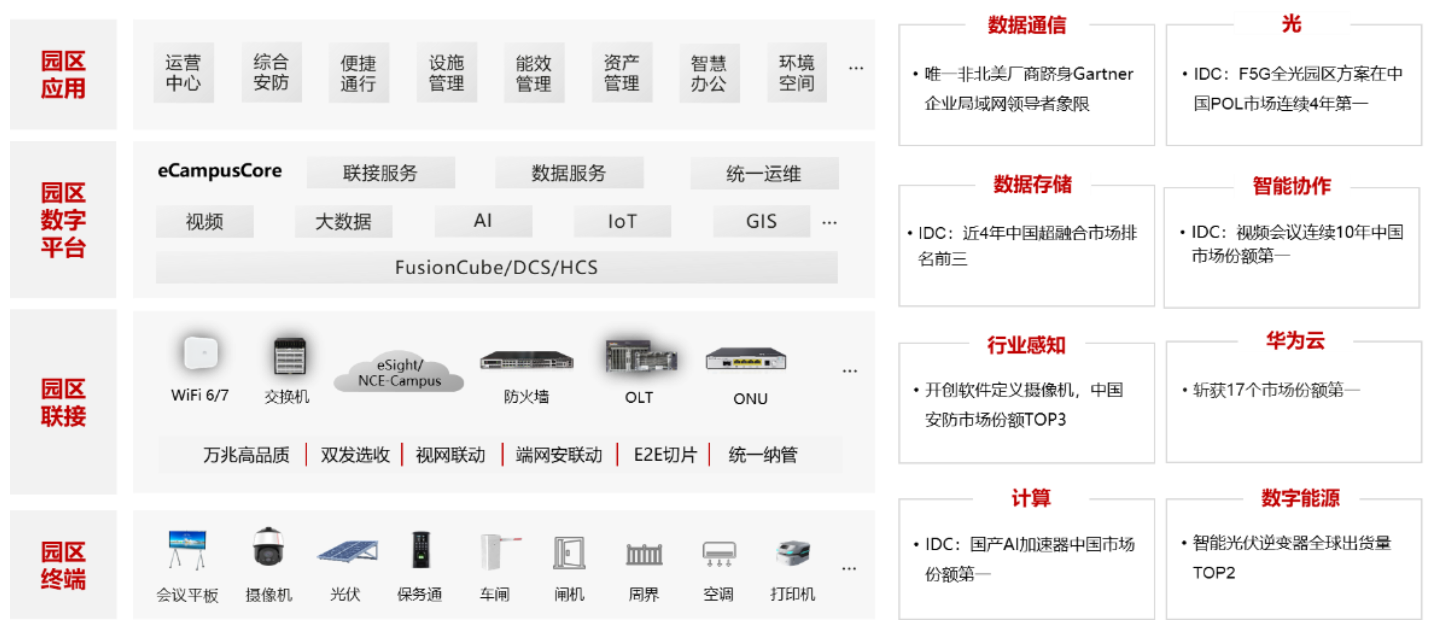 园区
应用
运营
中心
综合
安防
便捷
通行
设施
管理
能效
管理
资产
管理
智慧
办公
环境
空间
...
园区
数字
平台
eCampusCore
联接服务
数据服务
统一运维
视频
大数据
AI
IoT
GIS
...
FusionCube/DCS/HCS
园区
联接
WiFi 6/7
交换机
eSight/
NCE-Campus
防火墙
OLT
ONU
...
万兆高品质
双发选收
视网联动
端网安联动
E2E切片
统一纳管
园区
终端
会议平板
摄像机
光伏
保务通
车闸
闸机
周界
空调
打印机
...
数据通信
• 唯一非北美厂商跻身Gartner
企业局域网领导者象限
光
• IDC：F5G全光园区方案在中
国POL市场连续4年第一
数据存储
• IDC：近4年中国超融合市场排
名前三
智能协作
• IDC：视频会议连续10年中国
市场份额第一
行业感知
• 开创软件定义摄像机，中国
安防市场份额TOP3
华为云
• 斩获17个市场份额第一
计算
• IDC：国产AI加速器中国市场
份额第一
数字能源
• 智能光伏逆变器全球出货量
TOP2